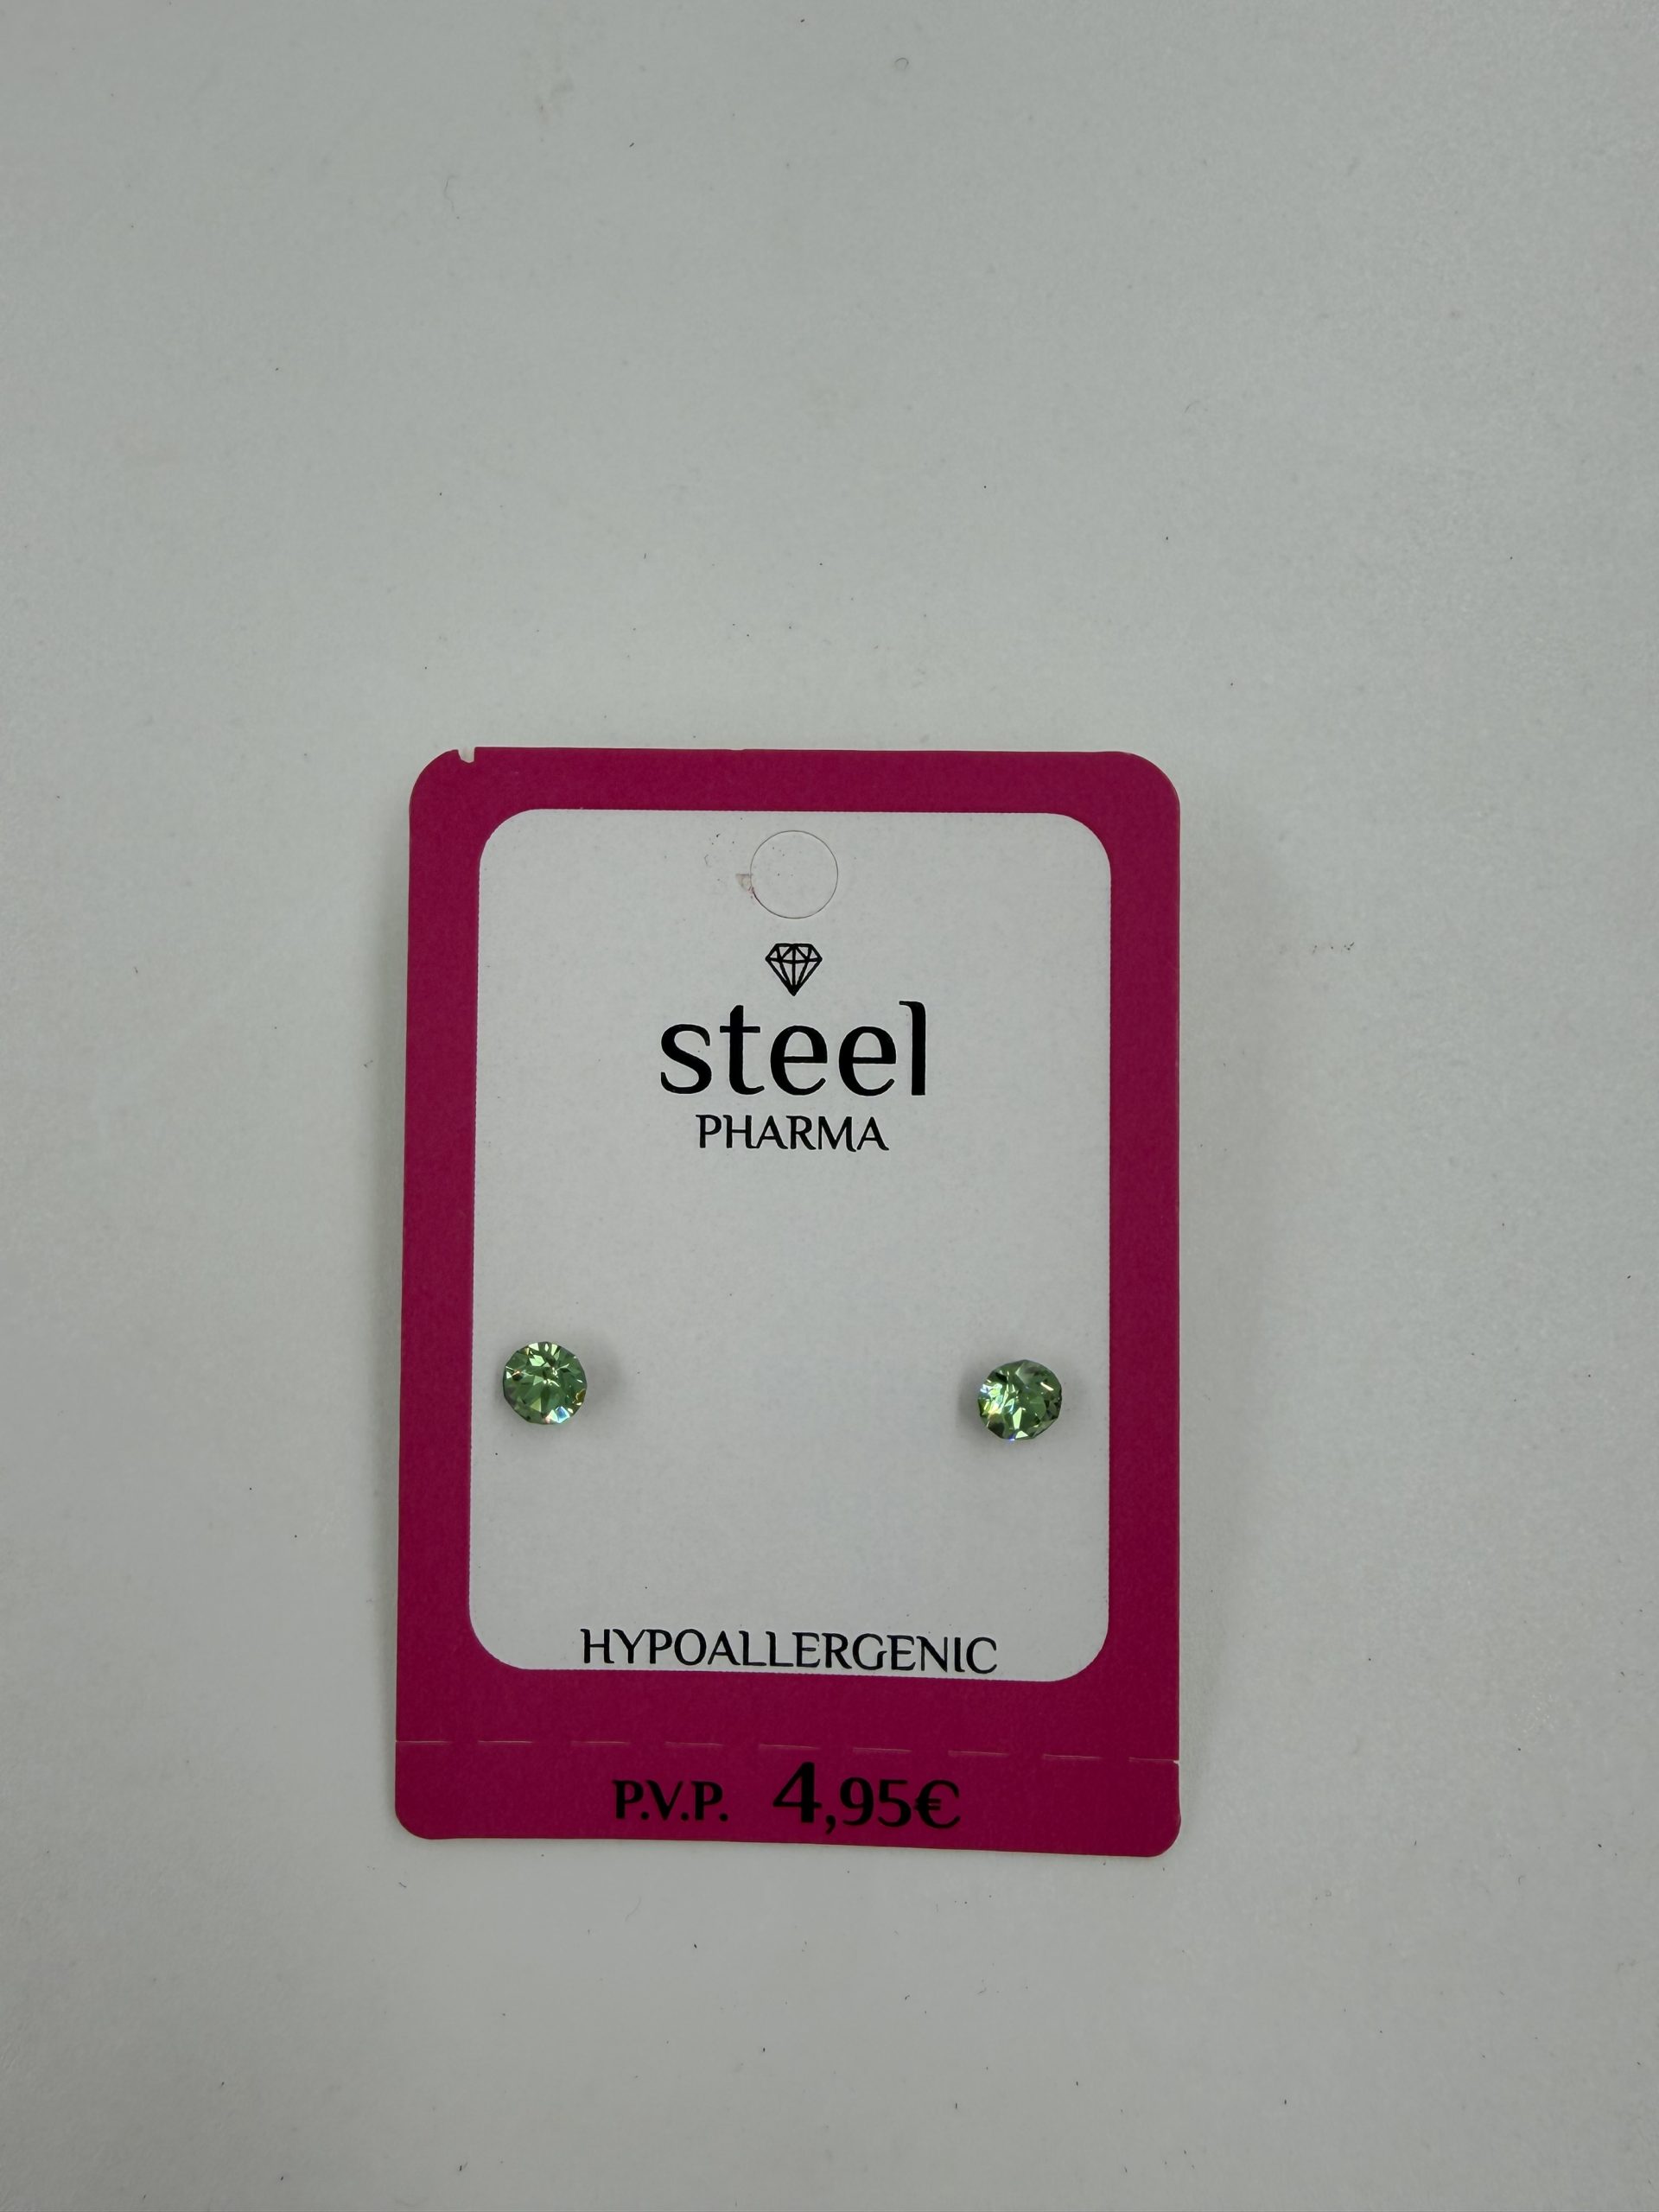 steel
PHARMA
HYPOALLERGENIC
P.V.P. 4,95€